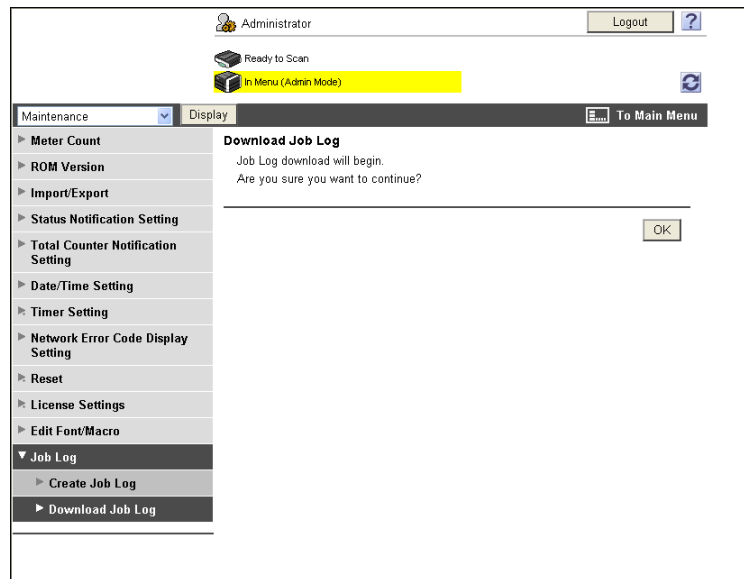 Administrator
Logout
?
Ready to Scan
In Menu (Admin Mode)
Maintenance
Display
To Main Menu
Meter Count
ROM Version
Import/Export
Status Notification Setting
Total Counter Notification
Setting
Date/Time Setting
Timer Setting
Network Error Code Display
Setting
Reset
License Settings
Edit Font/Macro
Job Log
Create Job Log
Download Job Log
Download Job Log
Job Log download will begin.
Are you sure you want to continue?
OK